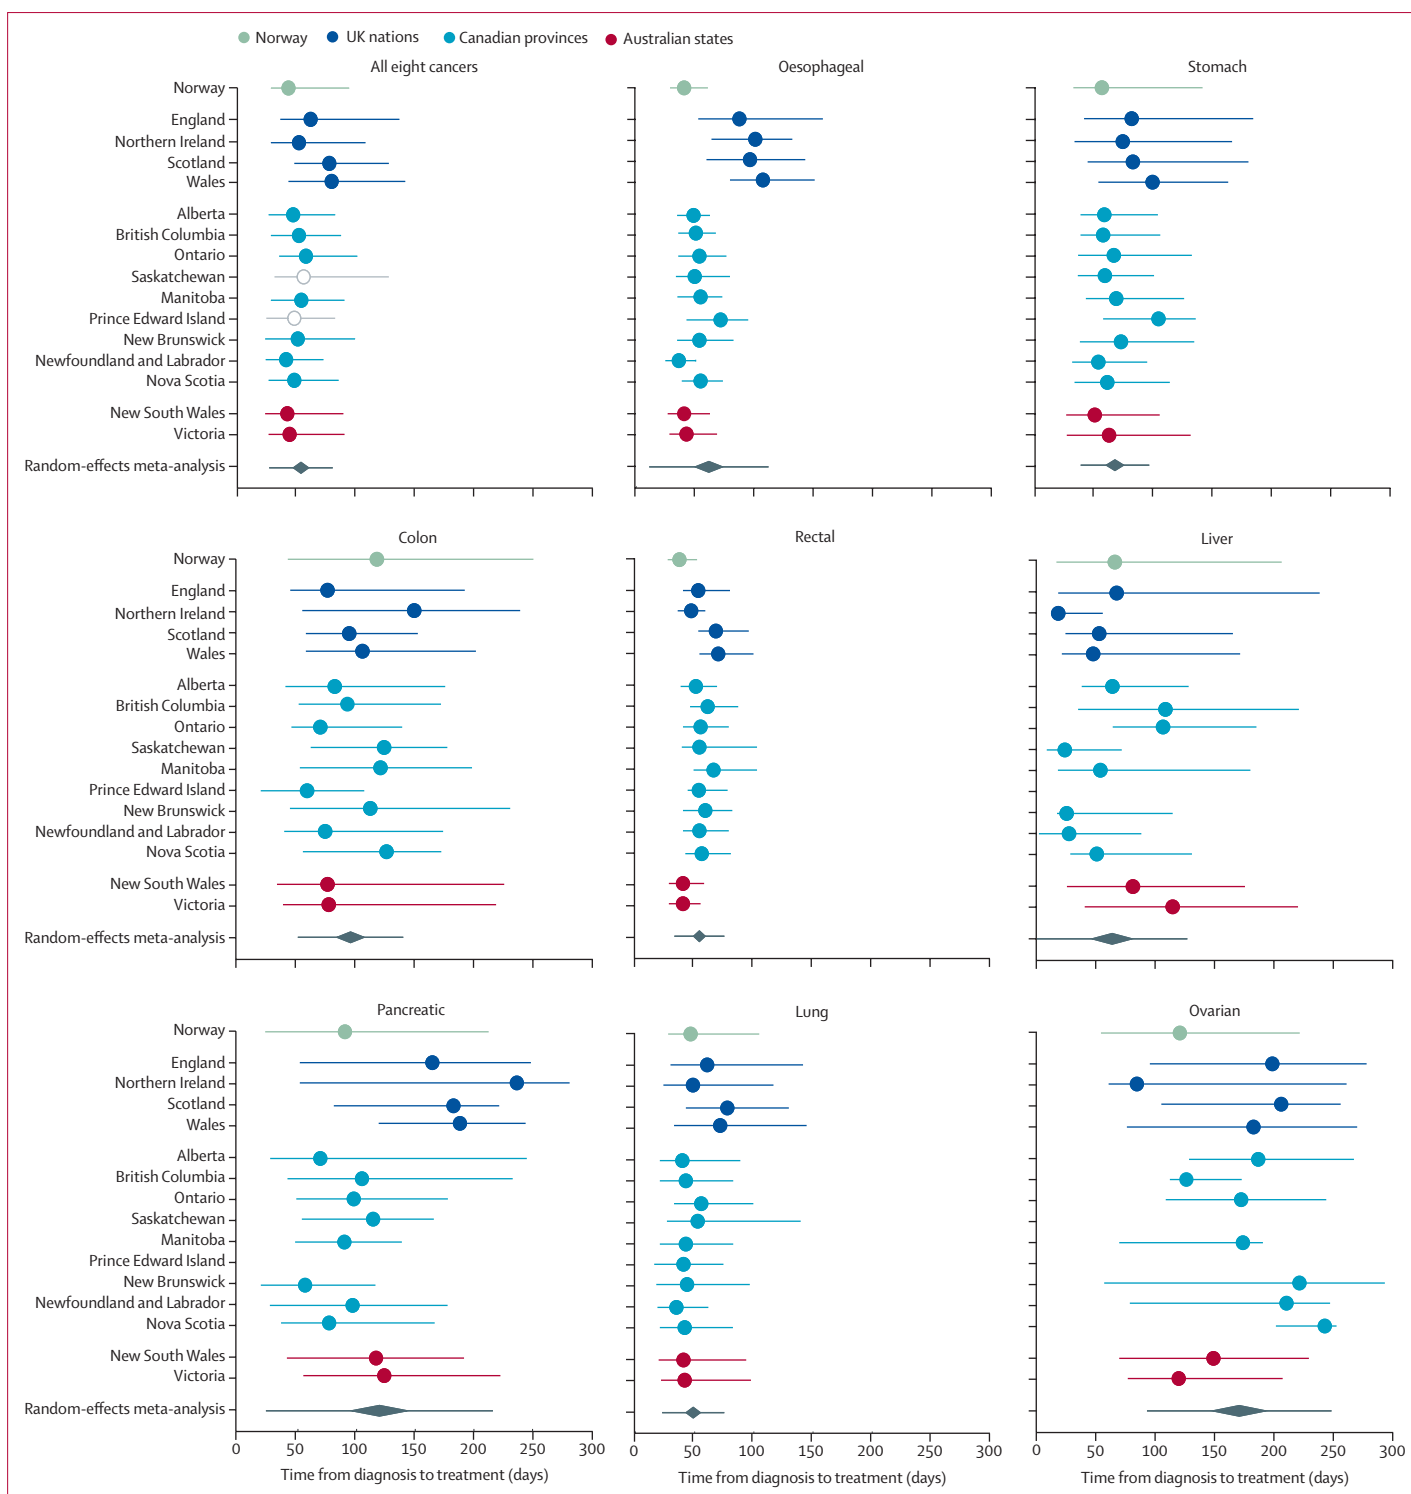 Norway UK nations Canadian provinces Australian states
All eight cancers Oesophageal Stomach
Norway
England
Northern Ireland
Scotland
Wales
Alberta
British Columbia
Ontario
Saskatchewan
Manitoba
Prince Edward Island
New Brunswick
Newfoundland and Labrador
Nova Scotia
New South Wales
Victoria
Random-effects meta-analysis
Colon Rectal Liver
Norway
England
Northern Ireland
Scotland
Wales
Alberta
British Columbia
Ontario
Saskatchewan
Manitoba
Prince Edward Island
New Brunswick
Newfoundland and Labrador
Nova Scotia
New South Wales
Victoria
Random-effects meta-analysis
Pancreatic Lung Ovarian
Norway
England
Northern Ireland
Scotland
Wales
Alberta
British Columbia
Ontario
Saskatchewan
Manitoba
Prince Edward Island
New Brunswick
Newfoundland and Labrador
Nova Scotia
New South Wales
Victoria
Random-effects meta-analysis
0 50 100 150 200 250 300 0 50 100 150 200 250 300 0 50 100 150 200 250 300
Time from diagnosis to treatment (days) Time from diagnosis to treatment (days) Time from diagnosis to treatment (days)